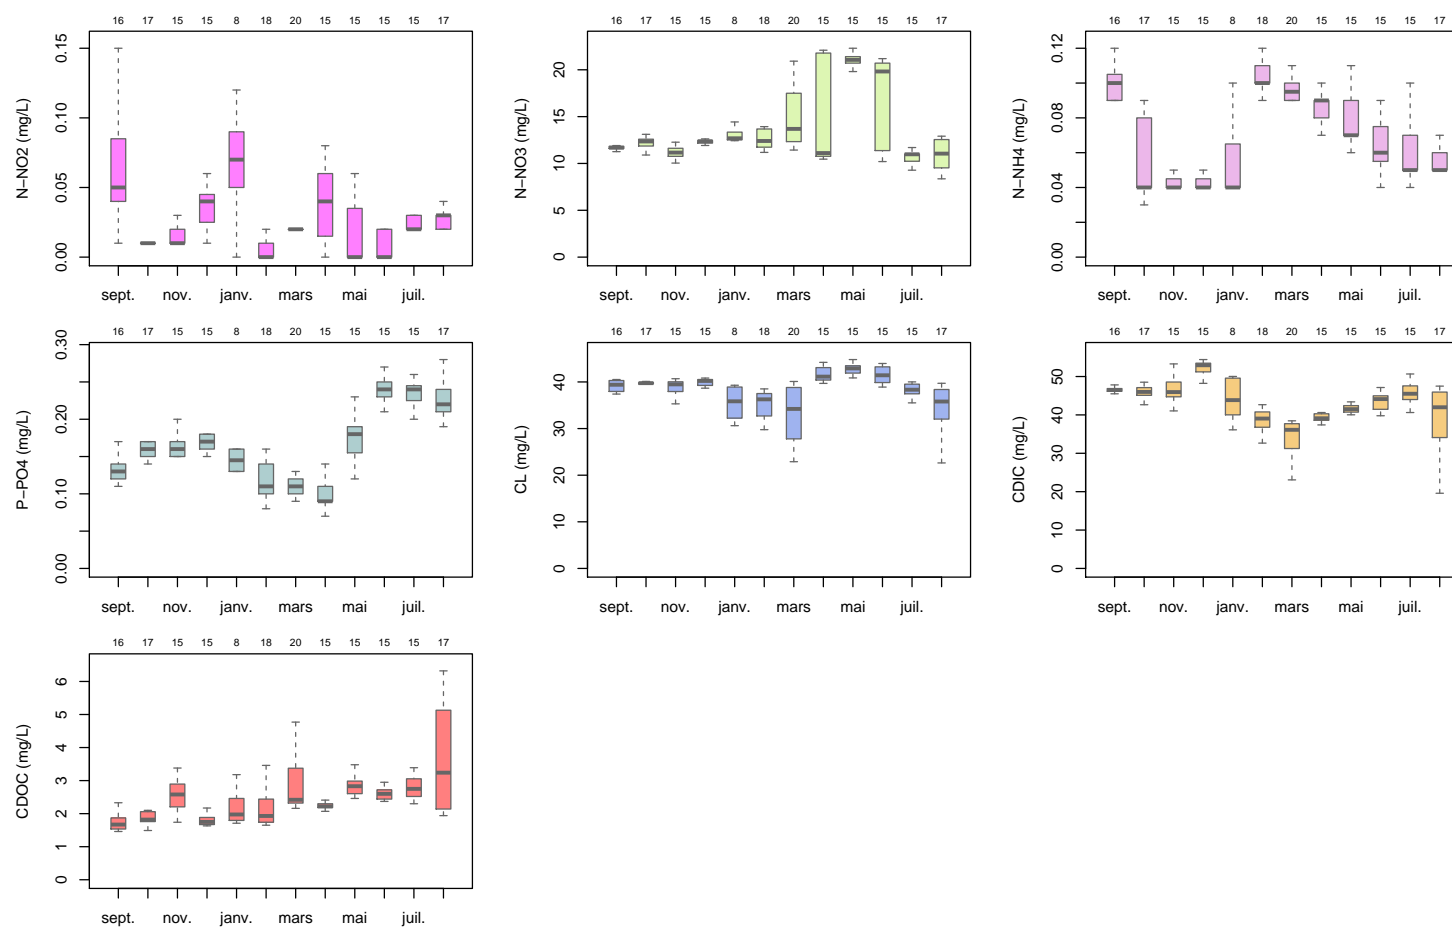 16 17 15 15 8 18 20 15 15 15 15 17
N−NO2 (mg/L)
0.00 0.05 0.10 0.15
sept. nov. janv. mars mai juil.
16 17 15 15 8 18 20 15 15 15 15 17
N−NO3 (mg/L)
0 5 10 15 20
sept. nov. janv. mars mai juil.
16 17 15 15 8 18 20 15 15 15 15 17
N−NH4 (mg/L)
0.00 0.04 0.08 0.12
sept. nov. janv. mars mai juil.
16 17 15 15 8 18 20 15 15 15 15 17
P−PO4 (mg/L)
0.00 0.10 0.20 0.30
sept. nov. janv. mars mai juil.
16 17 15 15 8 18 20 15 15 15 15 17
CL (mg/L)
0 10 20 30 40
sept. nov. janv. mars mai juil.
16 17 15 15 8 18 20 15 15 15 15 17
CDIC (mg/L)
0 10 20 30 40 50
sept. nov. janv. mars mai juil.
16 17 15 15 8 18 20 15 15 15 15 17
CDOC (mg/L)
0 1 2 3 4 5 6
sept. nov. janv. mars mai juil.